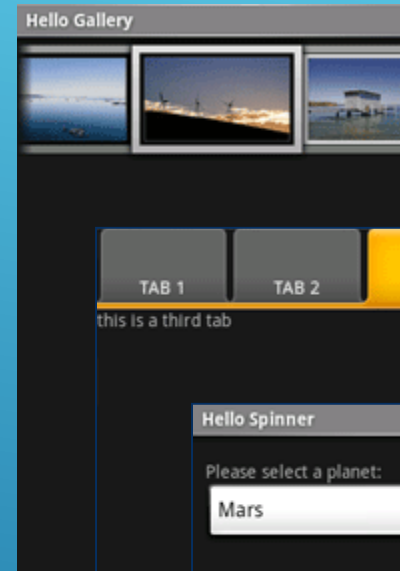 Hello Gallery
TAB 1
TAB 2
this is a third tab
Hello Spinner
Please select a planet:
Mars